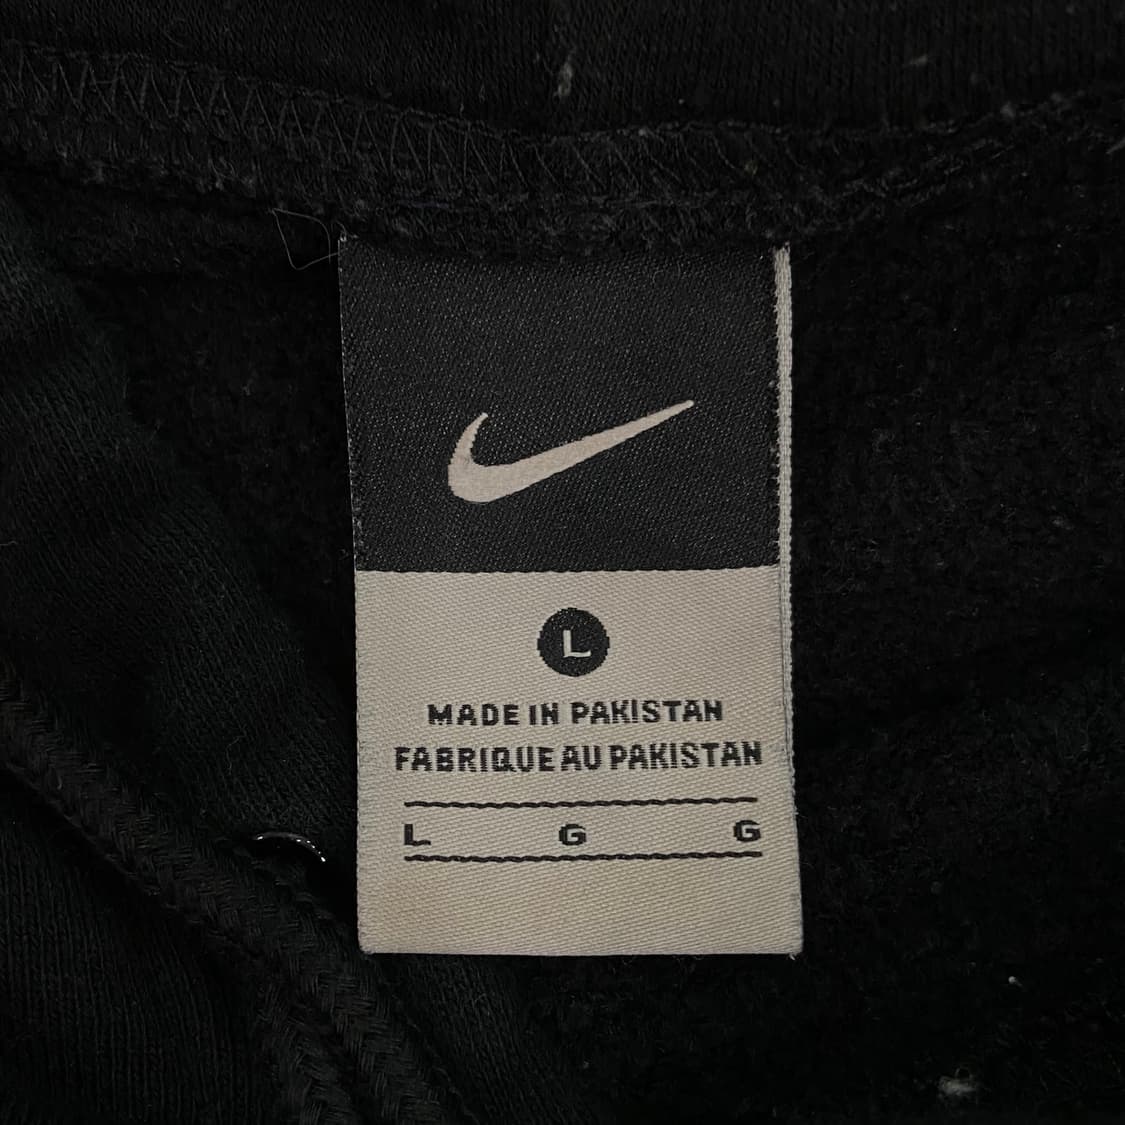 L
MADE IN PAKISTAN
FABRIQUE AU PAKISTAN
L G G